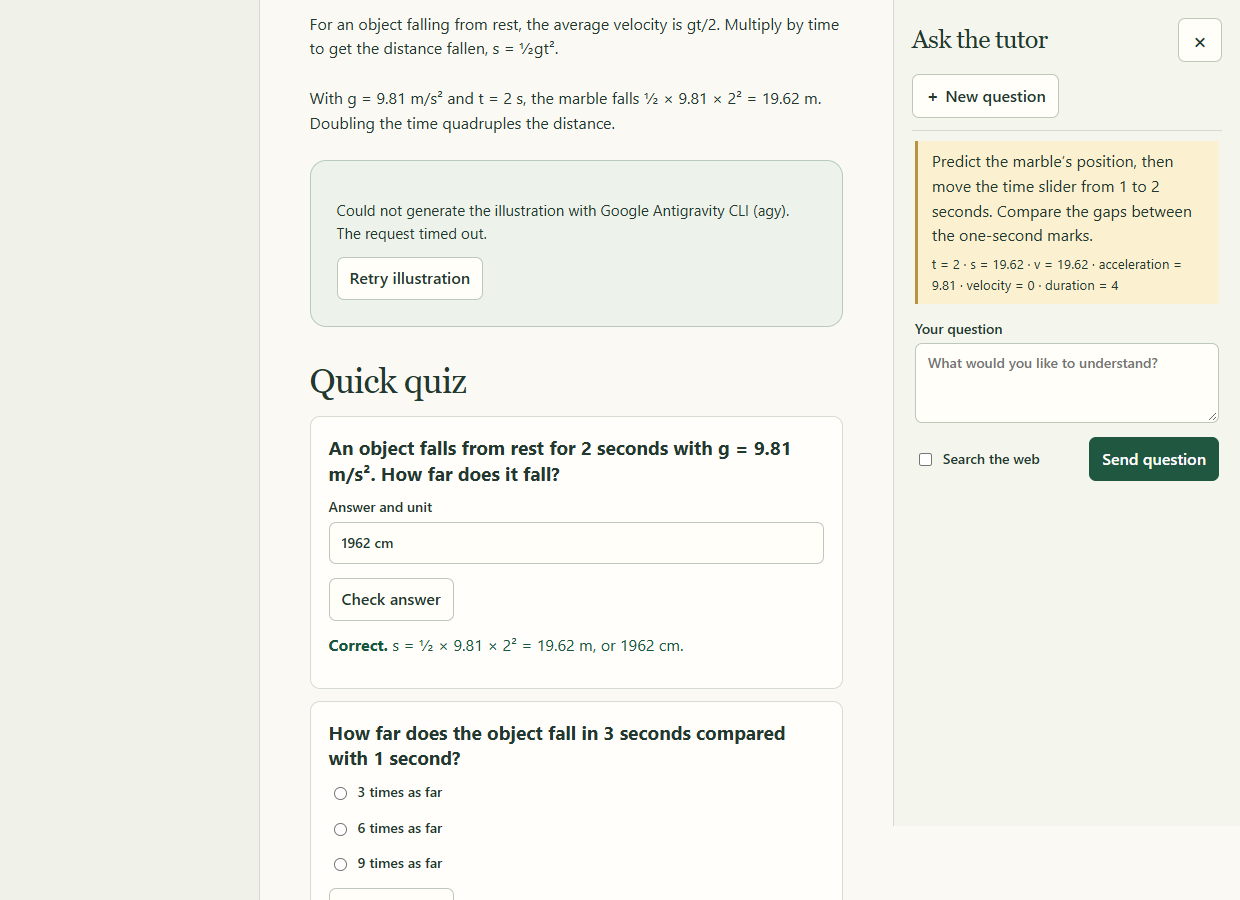 For an object falling from rest, the average velocity is gt/2. Multiply by time
to get the distance fallen, s = ½gt².
With g = 9.81 m/s² and t = 2 s, the marble falls ½ × 9.81 × 2² = 19.62 m.
Doubling the time quadruples the distance.
Could not generate the illustration with Google Antigravity CLI (agy).
The request timed out.
Retry illustration
Quick quiz
An object falls from rest for 2 seconds with g = 9.81
m/s². How far does it fall?
Answer and unit
1962 cm
Check answer
Correct. s = ½ × 9.81 × 2² = 19.62 m, or 1962 cm.
How far does the object fall in 3 seconds compared
with 1 second?
3 times as far
6 times as far
9 times as far
Ask the tutor
×
+ New question
Predict the marble's position, then
move the time slider from 1 to 2
seconds. Compare the gaps between
the one-second marks.
t = 2 · s = 19.62 · v = 19.62 · acceleration =
9.81 · velocity = 0 · duration = 4
Your question
What would you like to understand?
Search the web
Send question